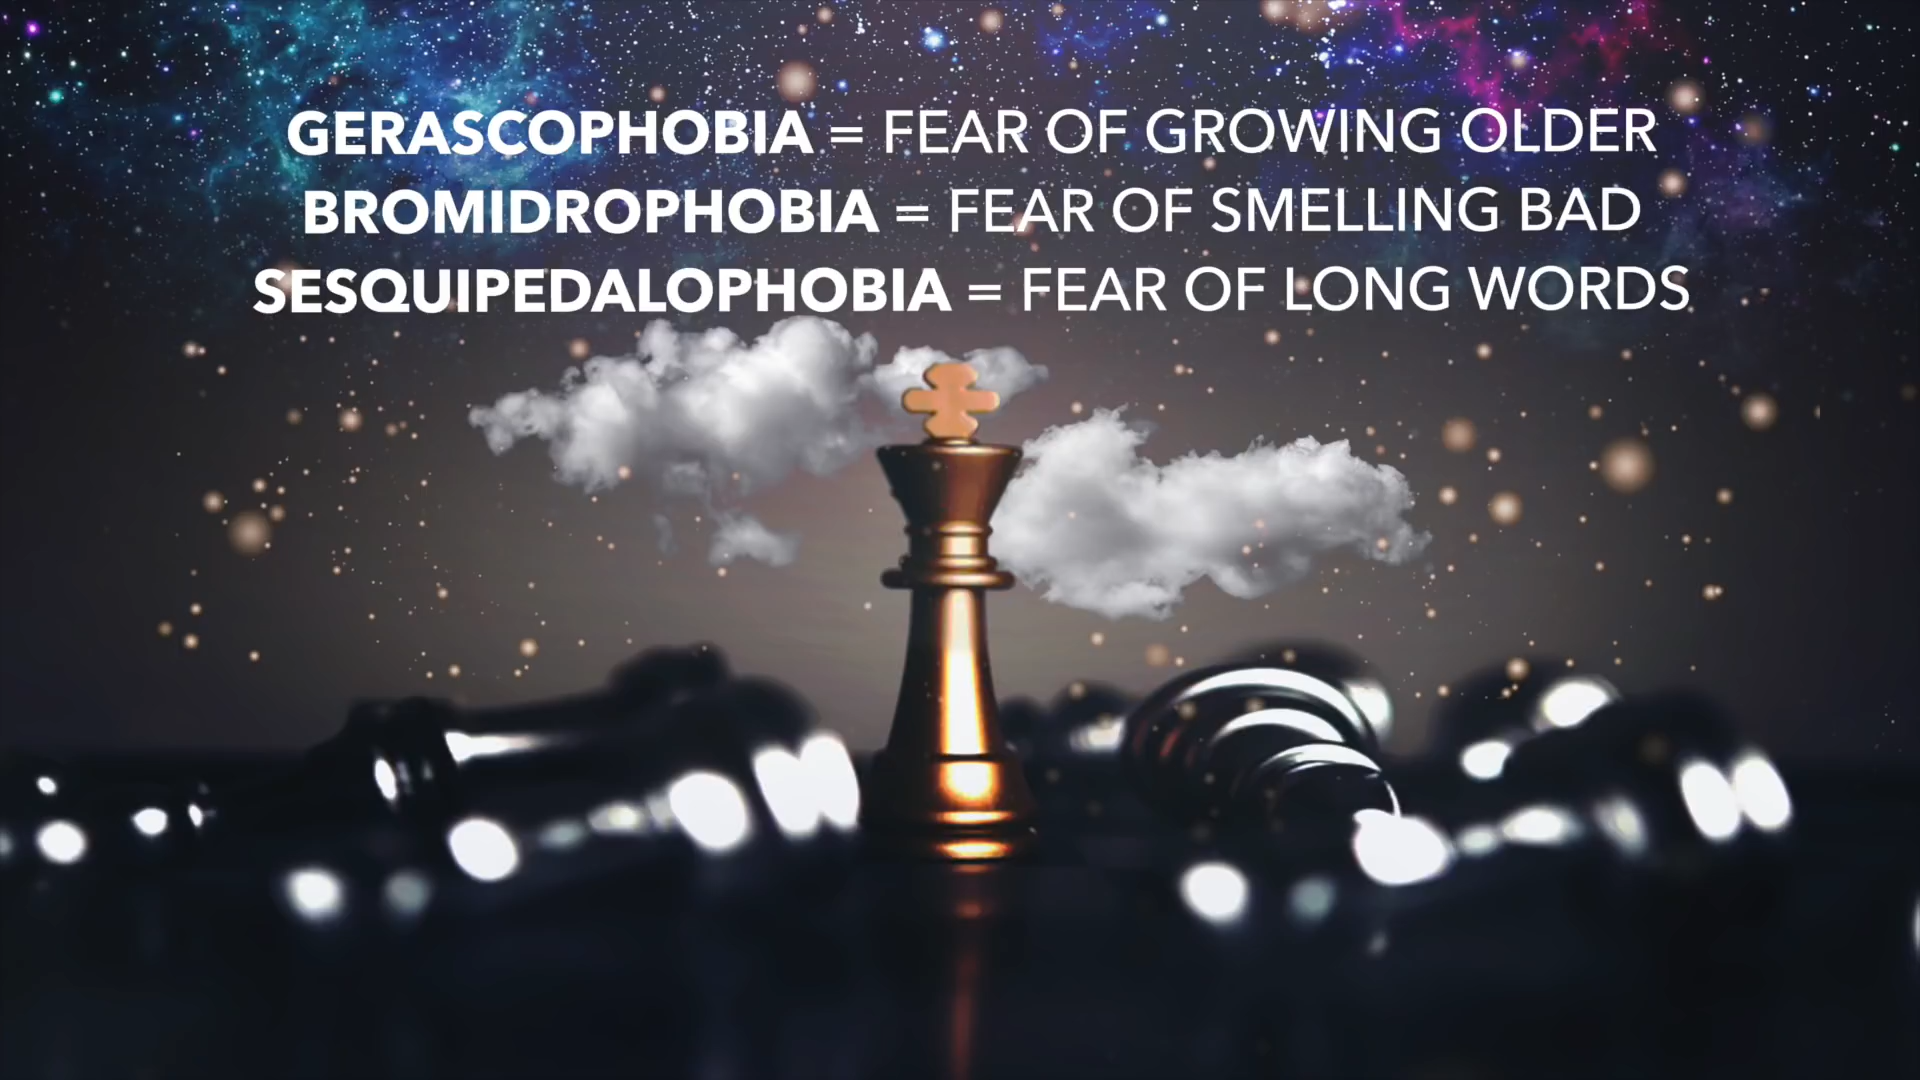 GERASCOPHOBIA = FEAR OF GROWING OLDER
BROMIDROPHOBIA = FEAR OF SMELLING BAD
SESQUIPEDALOPHOBIA = FEAR OF LONG WORDS